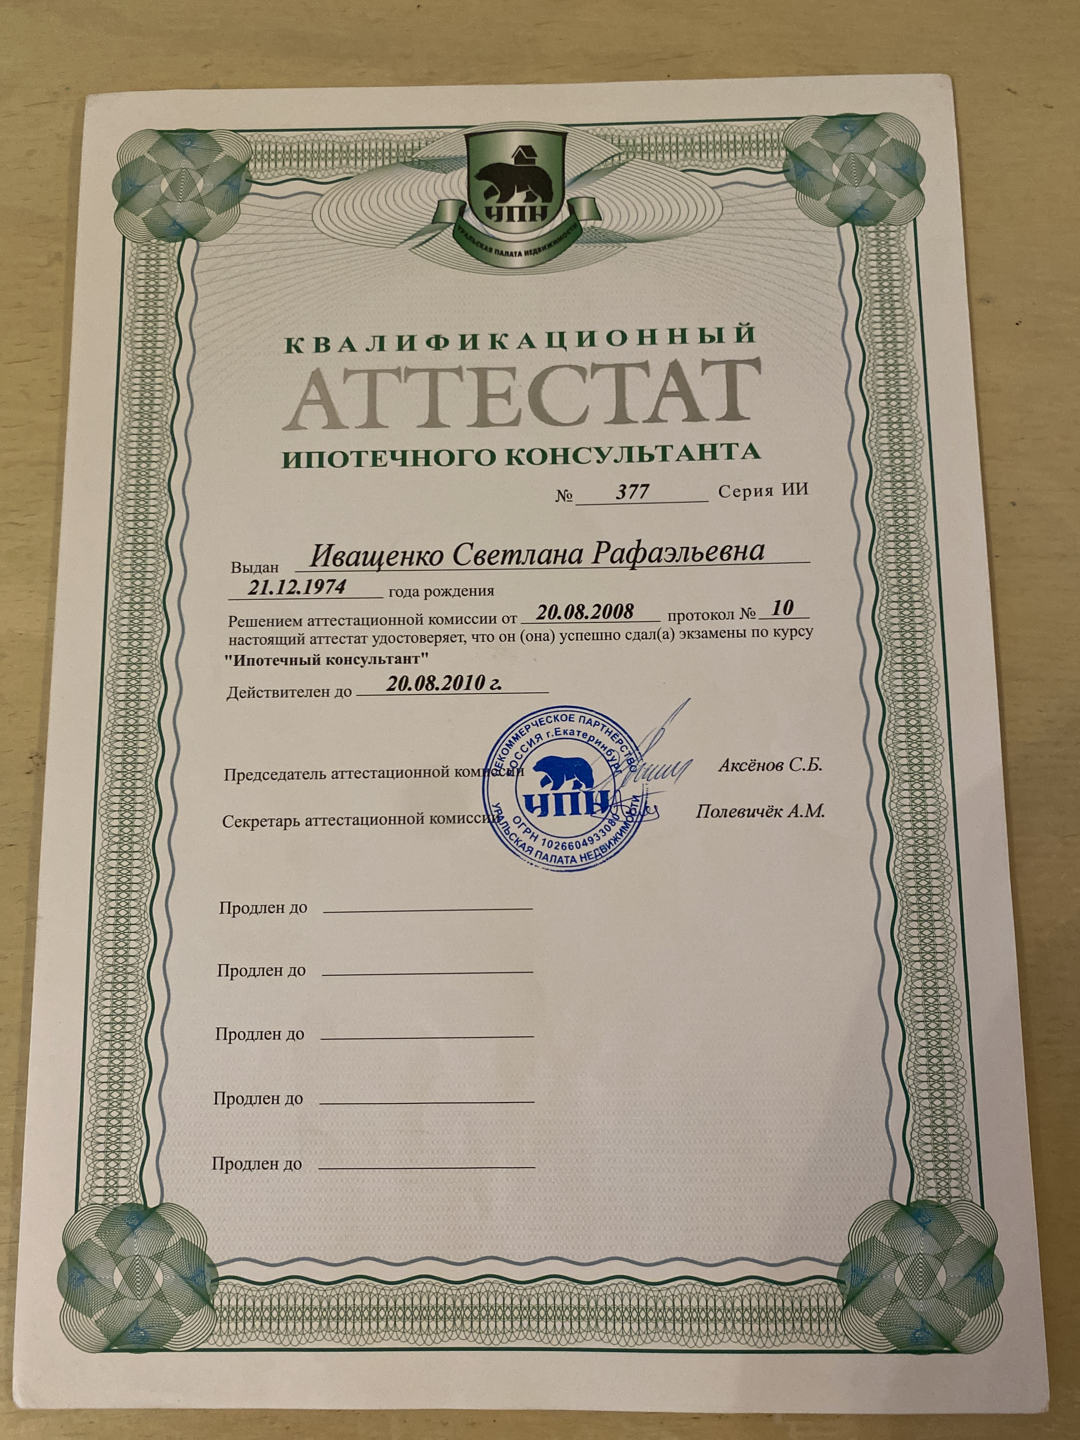 УПН
УРАЛЬСКАЯ ПАЛАТА НЕДВИЖИМОСТИ
КВАЛИФИКАЦИОННЫЙ
АТТЕСТАТ
ИПОТЕЧНОГО КОНСУЛЬТАНТА
№ 377 Серия ИИ
Выдан Иващенко Светлана Рафаэльевна
21.12.1974 года рождения
Решением аттестационной комиссии от 20.08.2008 протокол № 10
настоящий аттестат удостоверяет, что он (она) успешно сдал(а) экзамены по курсу
"Ипотечный консультант"
Действителен до 20.08.2010 г.
Председатель аттестационной комиссии Аксёнов С.Б.
Секретарь аттестационной комиссии Полевичёк А.М.
НЕКОММЕРЧЕСКОЕ ПАРТНЁРСТВО
РОССИЯ г.Екатеринбург
УПН
ОГРН 1026604933080
УРАЛЬСКАЯ ПАЛАТА НЕДВИЖИМОСТИ
Продлен до
Продлен до
Продлен до
Продлен до
Продлен до